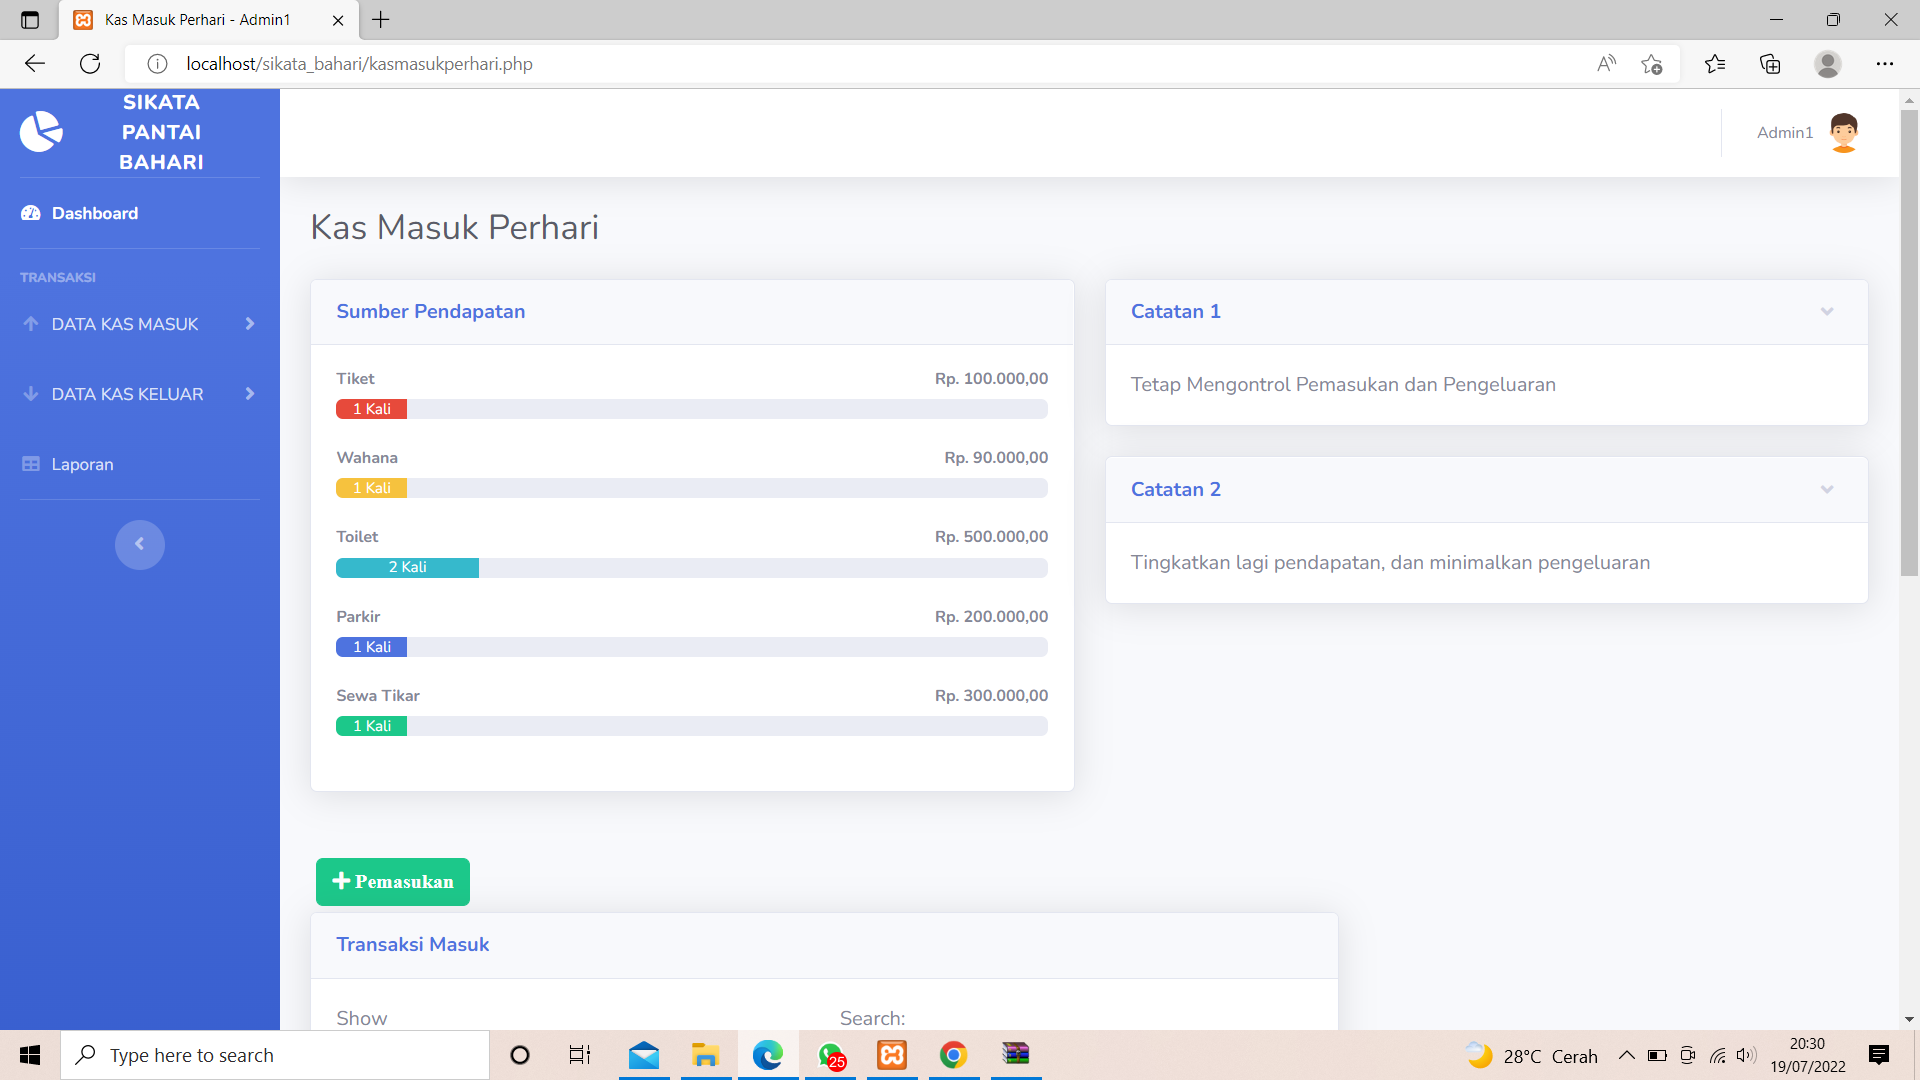 Kas Masuk Perhari - Admin1
localhost/sikata_bahari/kasmasukperhari.php
SIKATA
PANTAI
BAHARI
Admin1
Dashboard
Kas Masuk Perhari
TRANSAKSI
DATA KAS MASUK
DATA KAS KELUAR
Laporan
Sumber Pendapatan
Tiket Rp. 100.000,00
1 Kali
Wahana Rp. 90.000,00
1 Kali
Toilet Rp. 500.000,00
2 Kali
Parkir Rp. 200.000,00
1 Kali
Sewa Tikar Rp. 300.000,00
1 Kali
Catatan 1
Tetap Mengontrol Pemasukan dan Pengeluaran
Catatan 2
Tingkatkan lagi pendapatan, dan minimalkan pengeluaran
Pemasukan
Transaksi Masuk
Show Search:
Type here to search
25
28°C Cerah
20:30
19/07/2022